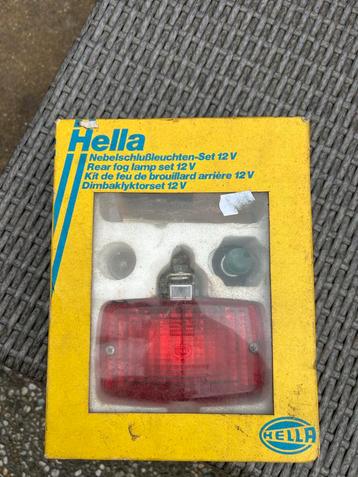 Hella
Nebelschlußleuchten-Set 12 V
Rear fog lamp set 12 V
Kit de feu de brouillard arrière 12 V
Dimbaklyktorset 12 V
HELLA